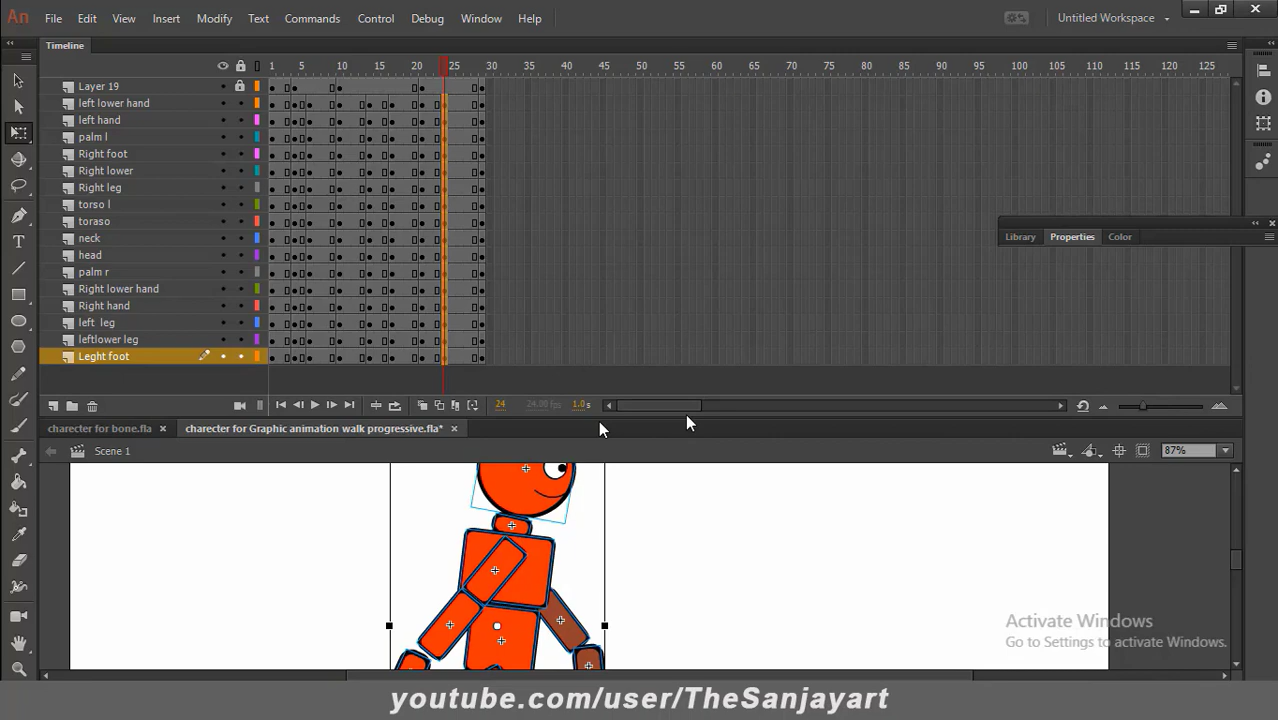 An File Edit View Insert Modify Text Commands Control Debug Window Help Untitled Workspace
Timeline
1 5 10 15 20 25 30 35 40 45 50 55 60 65 70 75 80 85 90 95 100 105 110 115 120 125
Layer 19
left lower hand
left hand
palm l
Right foot
Right lower
Right leg
torso l
toraso
neck
head
palm r
Right lower hand
Right hand
left leg
leftlower leg
Leght foot
Library Properties Color
24 24.00 fps 1.0 s
charecter for bone.fla charecter for Graphic animation walk progressive.fla*
Scene 1 87%
Activate Windows
Go to Settings to activate Windows.
youtube.com/user/TheSanjayart